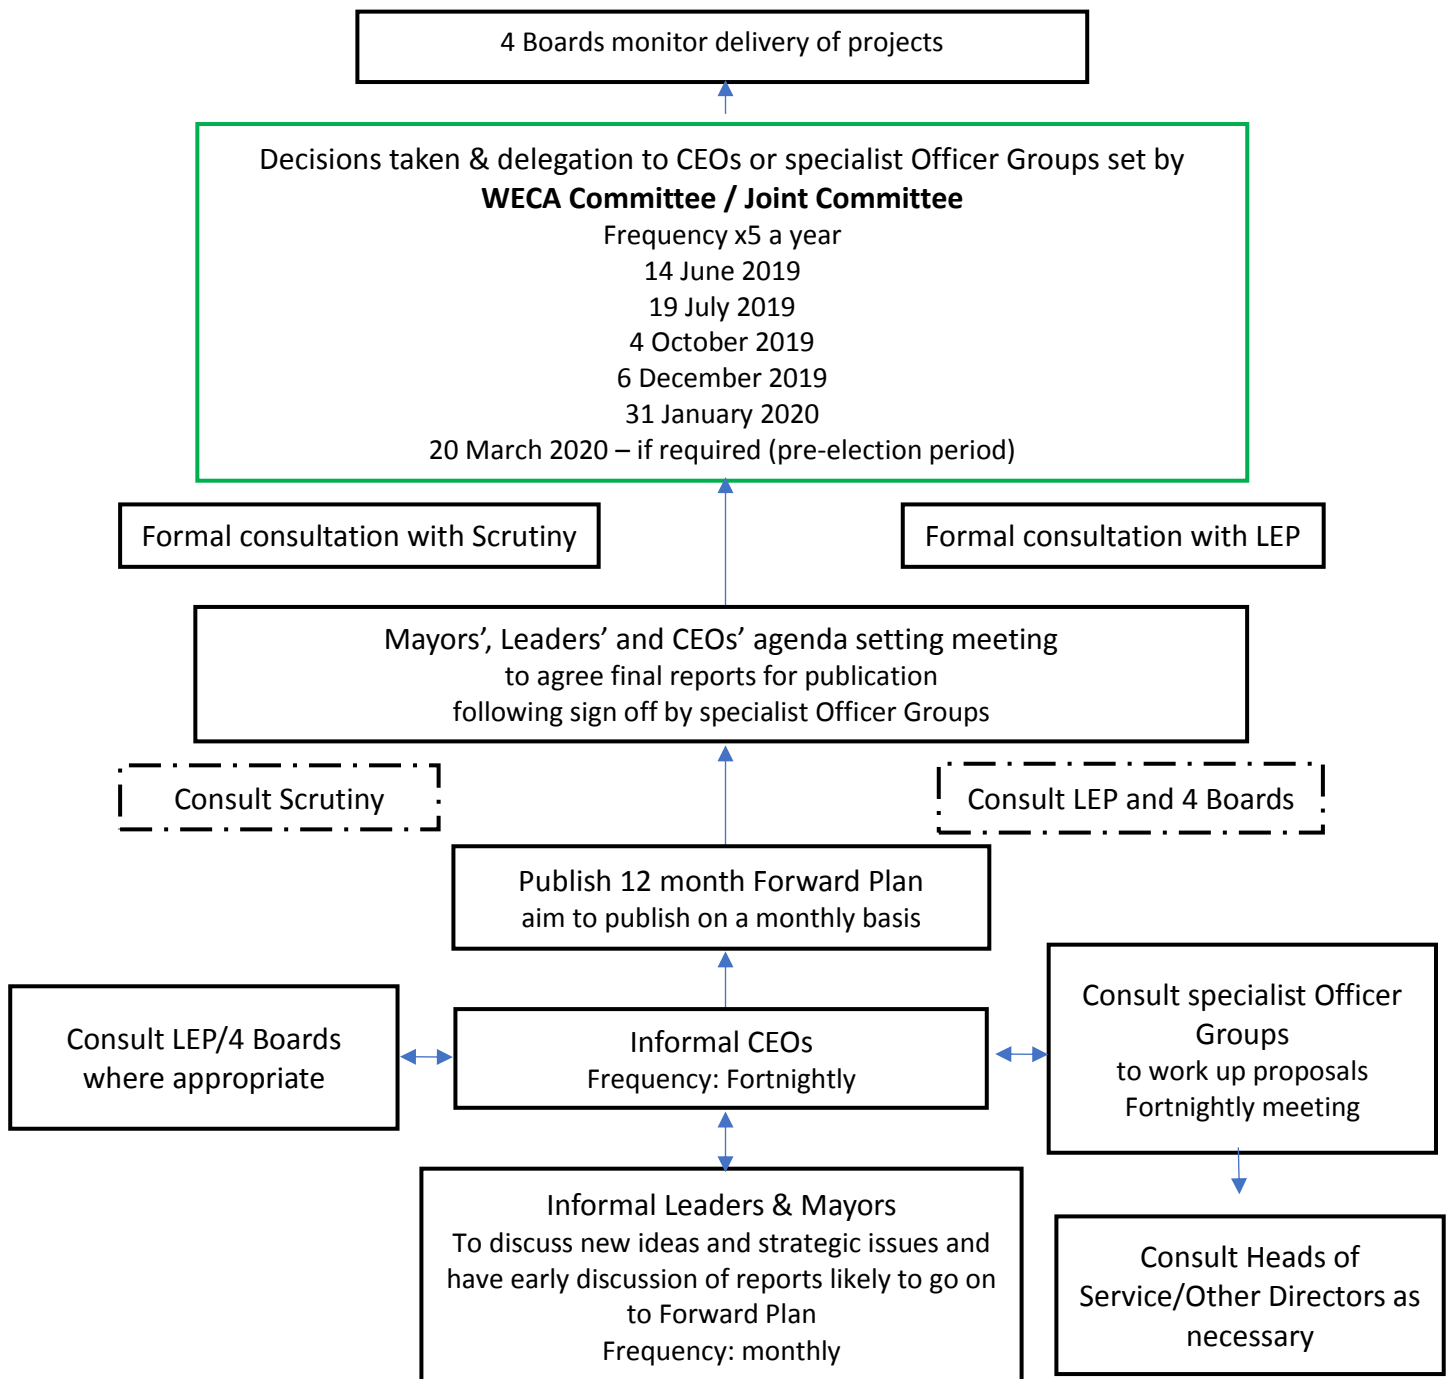 4 Boards monitor delivery of projects
Decisions taken & delegation to CEOs or specialist Officer Groups set by
WECA Committee / Joint Committee
Frequency x5 a year
14 June 2019
19 July 2019
4 October 2019
6 December 2019
31 January 2020
20 March 2020 – if required (pre-election period)
Formal consultation with Scrutiny
Formal consultation with LEP
Mayors’, Leaders’ and CEOs’ agenda setting meeting
to agree final reports for publication
following sign off by specialist Officer Groups
Consult Scrutiny
Consult LEP and 4 Boards
Publish 12 month Forward Plan
aim to publish on a monthly basis
Consult LEP/4 Boards
where appropriate
Informal CEOs
Frequency: Fortnightly
Consult specialist Officer
Groups
to work up proposals
Fortnightly meeting
Informal Leaders & Mayors
To discuss new ideas and strategic issues and
have early discussion of reports likely to go on
to Forward Plan
Frequency: monthly
Consult Heads of
Service/Other Directors as
necessary